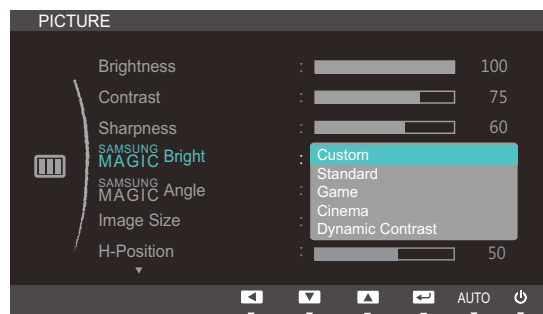 PICTURE
Brightness : 100
Contrast : 75
Sharpness : 60
SAMSUNG MAGIC Bright : Custom
Standard
SAMSUNG MAGIC Angle : Game
Cinema
Image Size : Dynamic Contrast
H-Position : 50
AUTO